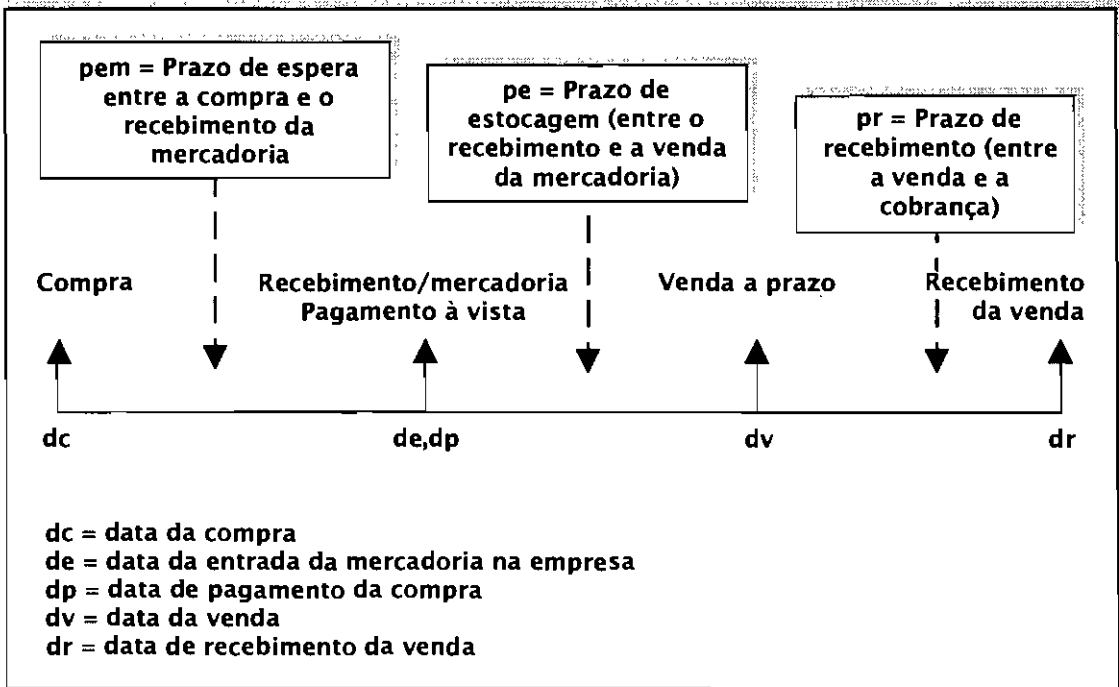 pem = Prazo de espera
entre a compra e o
recebimento da
mercadoria
pe = Prazo de
estocagem (entre o
recebimento e a venda
da mercadoria)
pr = Prazo de
recebimento (entre
a venda e a
cobrança)
Compra
Recebimento/mercadoria
Pagamento à vista
Venda a prazo
Recebimento
da venda
dc
de,dp
dv
dr
dc = data da compra
de = data da entrada da mercadoria na empresa
dp = data de pagamento da compra
dv = data da venda
dr = data de recebimento da venda